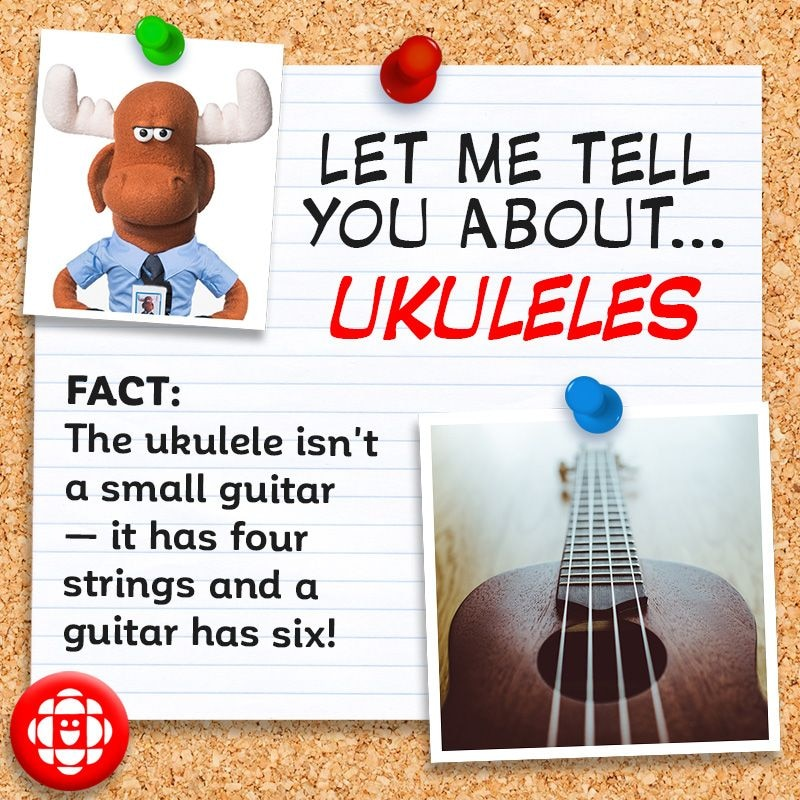 LET ME TELL
YOU ABOUT...
UKULELES
FACT:
The ukulele isn't
a small guitar
— it has four
strings and a
guitar has six!